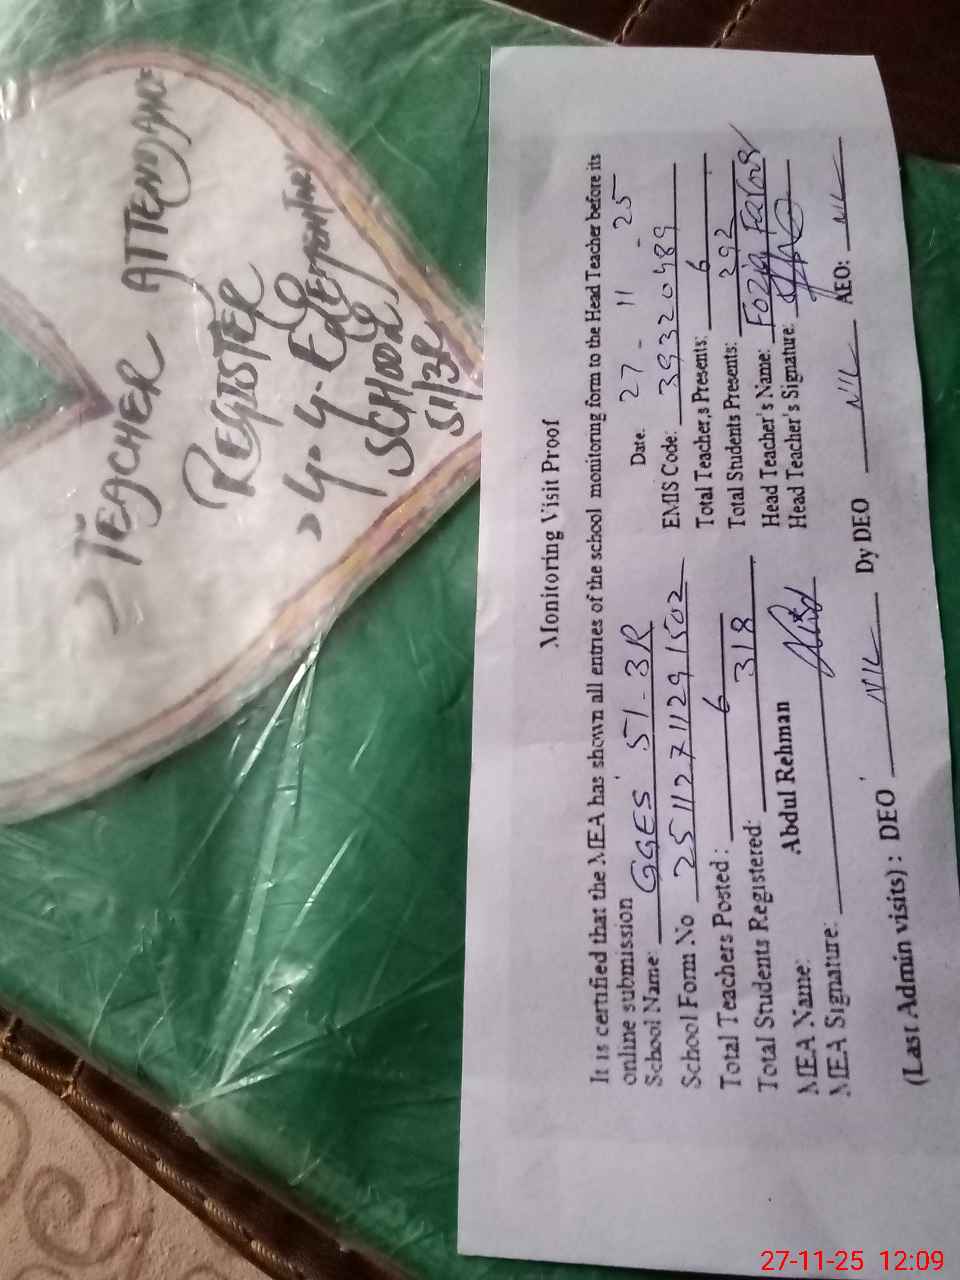 TEACHER ATTENDANCE
REGISTER
G.G. ELEMENTARY
SCHOOL
51/3R
Monitoring Visit Proof
It is certified that the MEA has shown all entries of the school monitoring form to the Head Teacher before its
online submission
Date: 27 - 11 - 25
School Name: GGES 51-3R EMIS Code: 39320489
School Form No 25112711291502 Total Teacher,s Presents: 6
Total Teachers Posted : 6 Total Students Presents: 292
Total Students Registered: 318 Head Teacher's Name: Fozia
MEA Name: Abdul Rehman Head Teacher's Signature:
MEA Signature:
(Last Admin visits) : DEO NIL Dy DEO NIL AEO: NIL
27-11-25 12:09